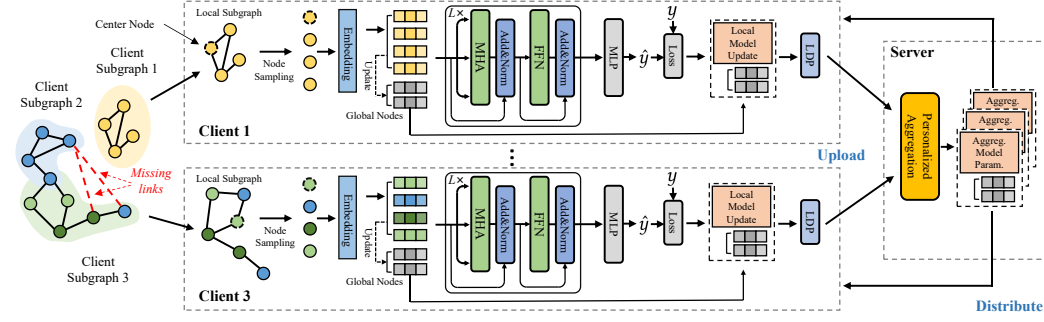 Center Node
Local Subgraph
Client
Subgraph 1
Client
Subgraph 2
Missing
links
Client
Subgraph 3
Node
Sampling
Embedding
Update
Global Nodes
Client 1
L×
MHA
Add&Norm
FFN
Add&Norm
MLP
ŷ
y
Loss
Local
Model
Update
LDP
Upload
Local Subgraph
Node
Sampling
Embedding
Update
Global Nodes
Client 3
L×
MHA
Add&Norm
FFN
Add&Norm
MLP
ŷ
y
Loss
Local
Model
Update
LDP
Server
Personalized
Aggregation
Aggreg.
Aggreg.
Aggreg.
Model
Param.
Distribute